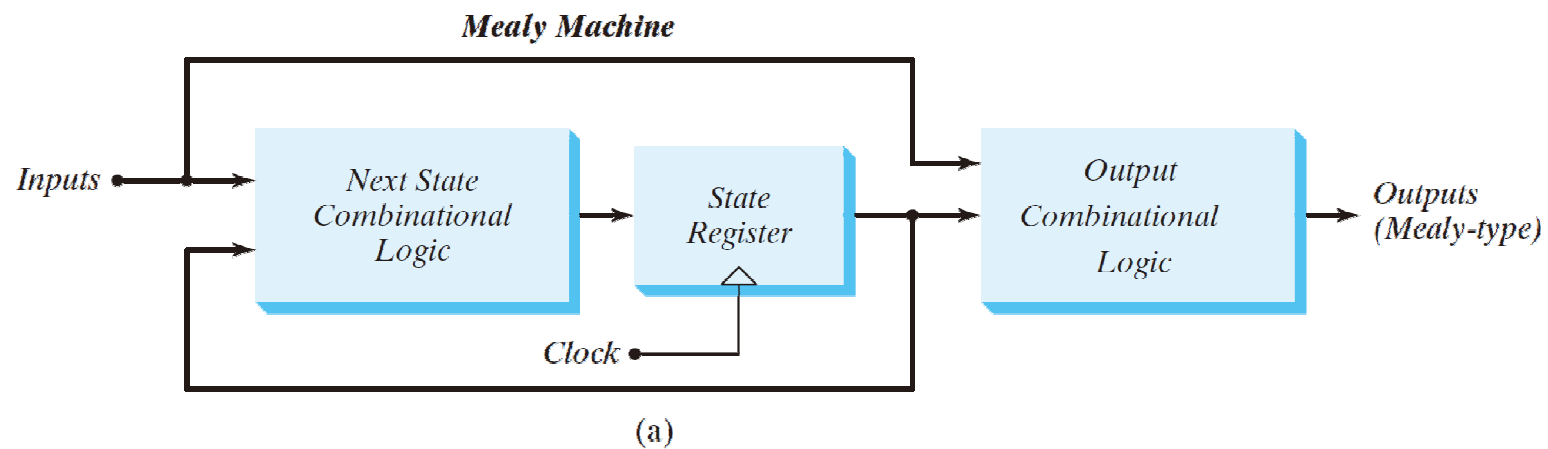 Mealy Machine
Inputs
Next State
Combinational
Logic
State
Register
Output
Combinational
Logic
Outputs
(Mealy-type)
Clock
(a)